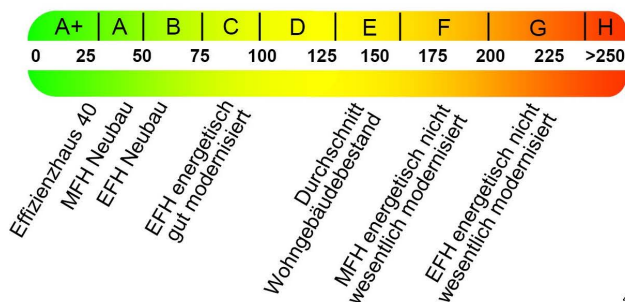 A+ A B C D E F G H
0 25 50 75 100 125 150 175 200 225 >250
Effizienzhaus 40
MFH Neubau
EFH Neubau
EFH energetisch
gut modernisiert
Durchschnitt
Wohngebäudebestand
MFH energetisch nicht
wesentlich modernisiert
EFH energetisch nicht
wesentlich modernisiert